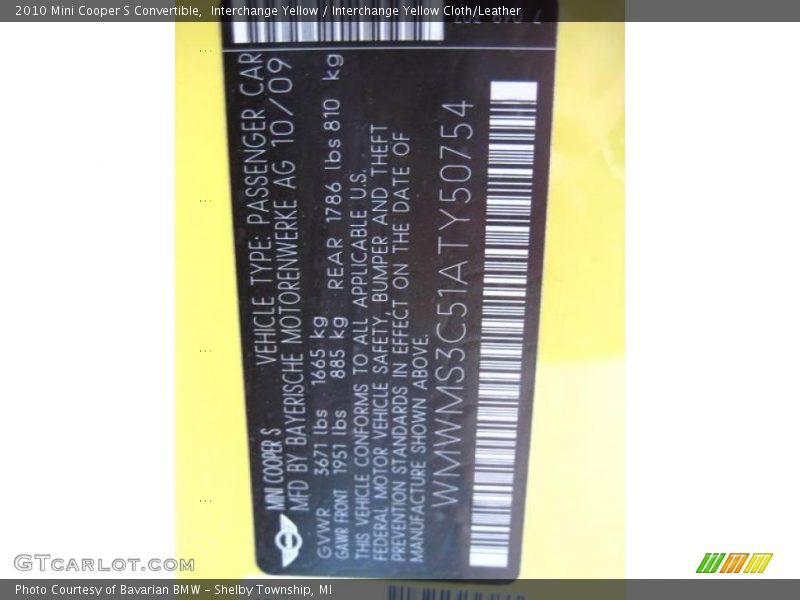 2010 Mini Cooper S Convertible,  Interchange Yellow / Interchange Yellow Cloth/Leather
MINI COOPER S VEHICLE TYPE: PASSENGER CAR
MFD BY BAYERISCHE MOTORENWERKE AG 10/09
GVWR 3671 lbs 1665 kg
GAWR FRONT 1951 lbs 885 kg REAR 1786 lbs 810 kg
THIS VEHICLE CONFORMS TO ALL APPLICABLE U.S.
FEDERAL MOTOR VEHICLE SAFETY, BUMPER AND THEFT
PREVENTION STANDARDS IN EFFECT ON THE DATE OF
MANUFACTURE SHOWN ABOVE.
WMWMS3C51ATY50754
GTcarlot.com
Photo Courtesy of Bavarian BMW – Shelby Township, MI